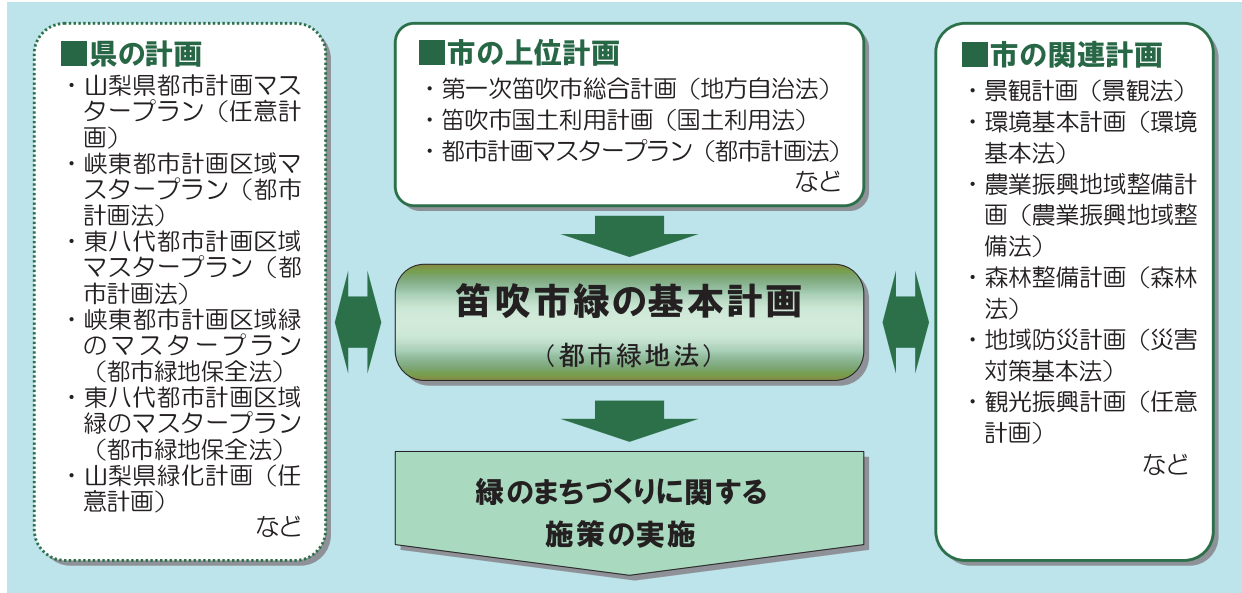 ■県の計画
・山梨県都市計画マス
タープラン（任意計
画）
・峡東都市計画区域マ
スタープラン（都市
計画法）
・東八代都市計画区域
マスタープラン（都
市計画法）
・峡東都市計画区域緑
のマスタープラン
（都市緑地保全法）
・東八代都市計画区域
緑のマスタープラン
（都市緑地保全法）
・山梨県緑化計画（任
意計画）
など
■市の上位計画
・第一次笛吹市総合計画（地方自治法）
・笛吹市国土利用計画（国土利用法）
・都市計画マスタープラン（都市計画法）
など
笛吹市緑の基本計画
（都市緑地法）
緑のまちづくりに関する
施策の実施
■市の関連計画
・景観計画（景観法）
・環境基本計画（環境
基本法）
・農業振興地域整備計
画（農業振興地域整
備法）
・森林整備計画（森林
法）
・地域防災計画（災害
対策基本法）
・観光振興計画（任意
計画）
など